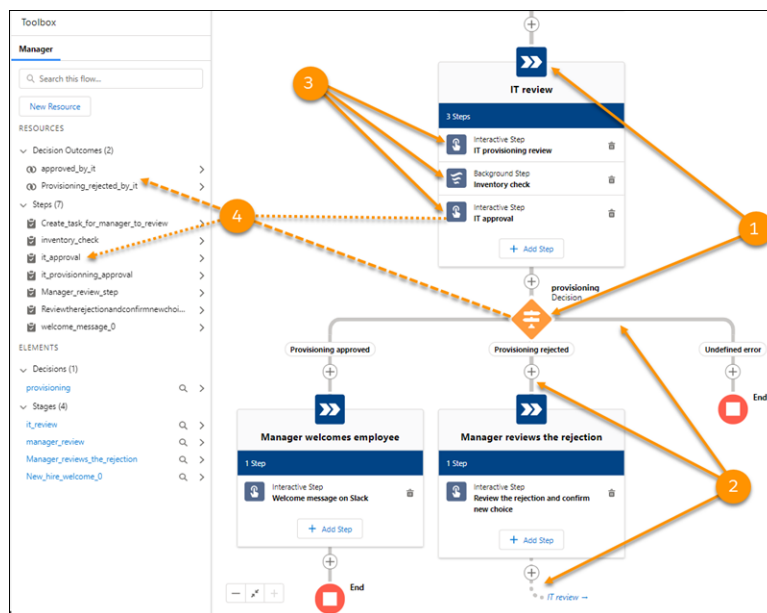 Toolbox
Manager
Search this flow...
New Resource
RESOURCES
Decision Outcomes (2)
approved_by_it
Provisioning_rejected_by_it
Steps (7)
Create_task_for_manager_to_review
inventory_check
it_approval
it_provisionning_approval
Manager_review_step
Reviewtherejectionandconfirmnewchoi...
welcome_message_0
ELEMENTS
Decisions (1)
provisioning
Stages (4)
it_review
manager_review
Manager_reviews_the_rejection
New_hire_welcome_0
IT review
3 Steps
Interactive Step
IT provisioning review
Background Step
Inventory check
Interactive Step
IT approval
+ Add Step
3
4
1
2
provisioning
Decision
Provisioning approved
Provisioning rejected
Undefined error
End
Manager welcomes employee
1 Step
Interactive Step
Welcome message on Slack
+ Add Step
End
Manager reviews the rejection
1 Step
Interactive Step
Review the rejection and confirm
new choice
+ Add Step
IT review →